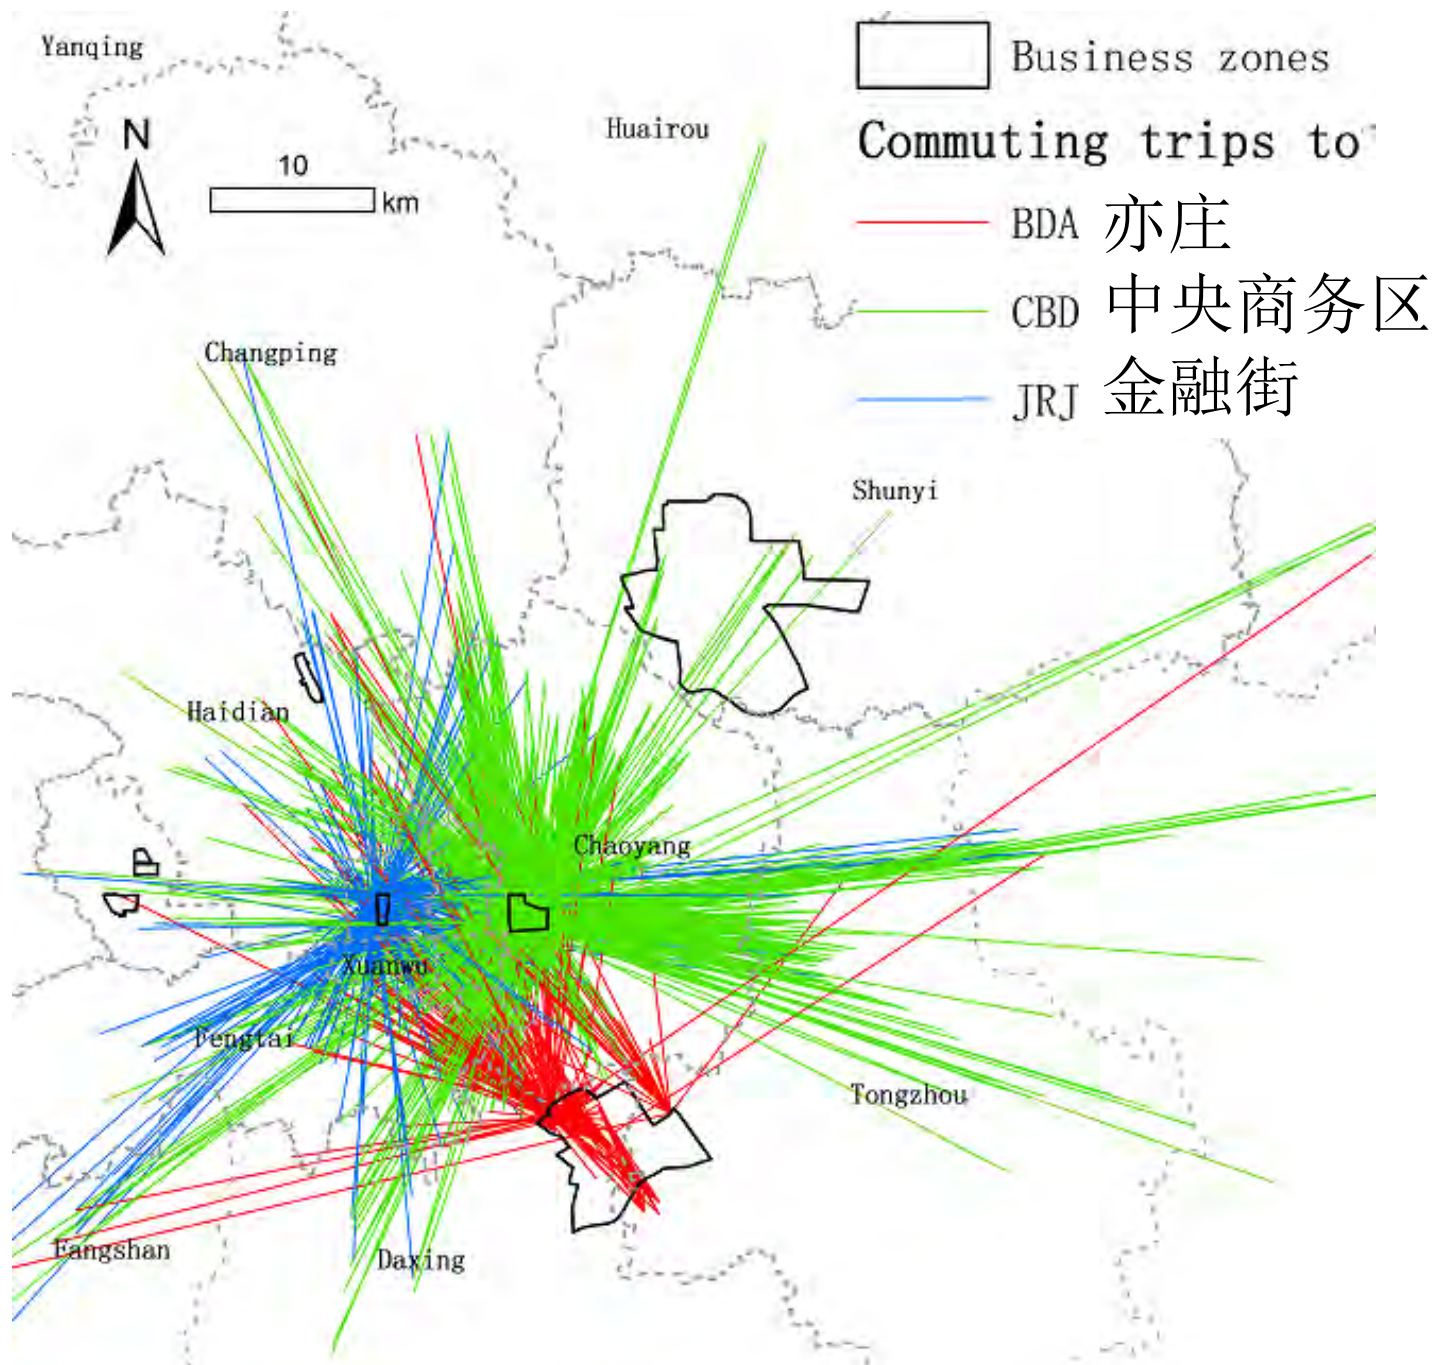 Yanqing
Business zones
Huairou
N
Commuting trips to
10
km
BDA 亦庄
CBD 中央商务区
Changping
JRJ 金融街
Shunyi
Haidian
Chaoyang
Xuanwu
Fengtai
Tongzhou
Fangshan
Daxing